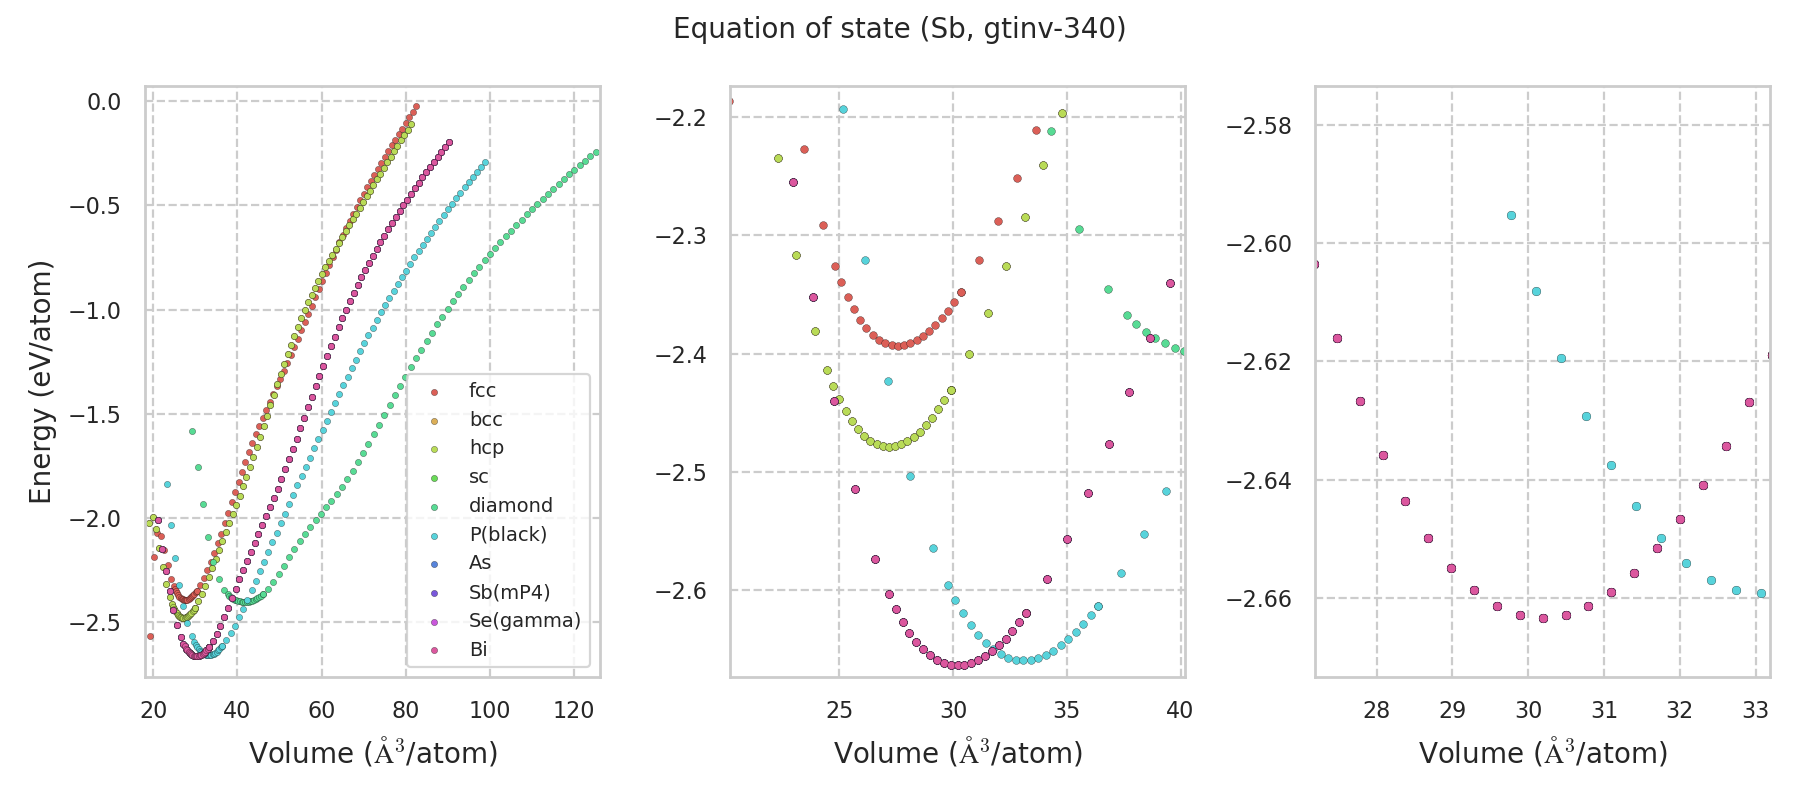 Equation of state (Sb, gtinv-340)
Energy (eV/atom)
0.0
−0.5
−1.0
−1.5
−2.0
−2.5
20 40 60 80 100 120
Volume (Å³/atom)
fcc
bcc
hcp
sc
diamond
P(black)
As
Sb(mP4)
Se(gamma)
Bi
−2.2
−2.3
−2.4
−2.5
−2.6
25 30 35 40
Volume (Å³/atom)
−2.58
−2.60
−2.62
−2.64
−2.66
28 29 30 31 32 33
Volume (Å³/atom)